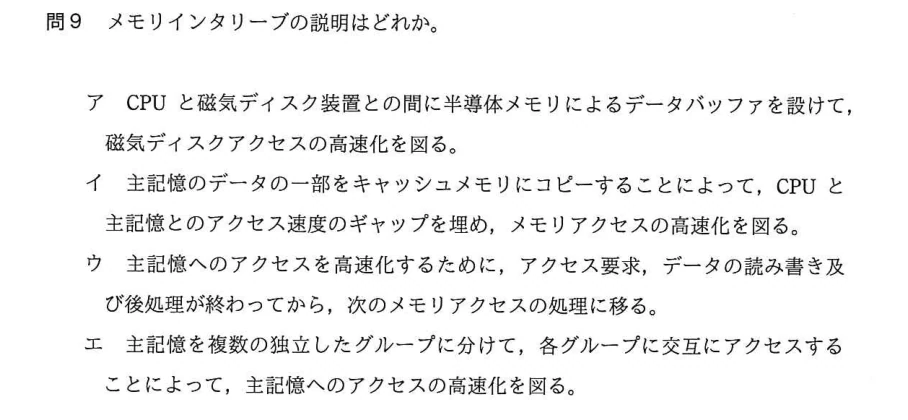 問9 メモリインタリーブの説明はどれか。
ア CPU と磁気ディスク装置との間に半導体メモリによるデータバッファを設けて，
磁気ディスクアクセスの高速化を図る。
イ 主記憶のデータの一部をキャッシュメモリにコピーすることによって，CPU と
主記憶とのアクセス速度のギャップを埋め，メモリアクセスの高速化を図る。
ウ 主記憶へのアクセスを高速化するために，アクセス要求，データの読み書き及
び後処理が終わってから，次のメモリアクセスの処理に移る。
エ 主記憶を複数の独立したグループに分けて，各グループに交互にアクセスする
ことによって，主記憶へのアクセスの高速化を図る。